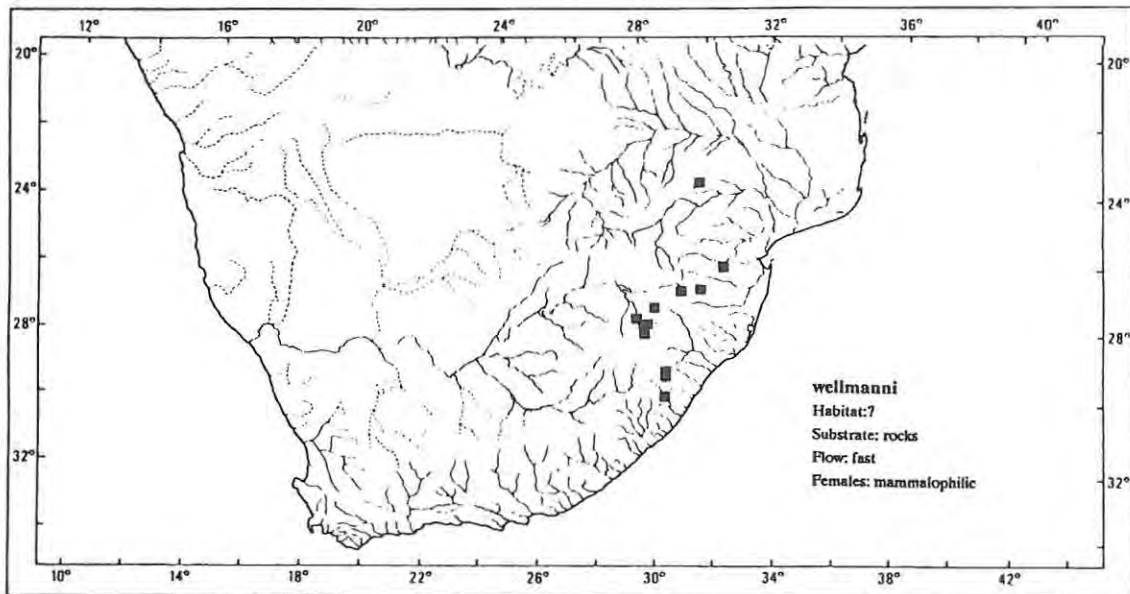 12° 16° 20° 24° 28° 32° 36° 40°
20° 20°
24° 24°
28° 28°
32° 32°
wellmanni
Habitat:?
Substrate: rocks
Flow: fast
Females: mammalophilic
10° 14° 18° 22° 26° 30° 34° 38° 42°